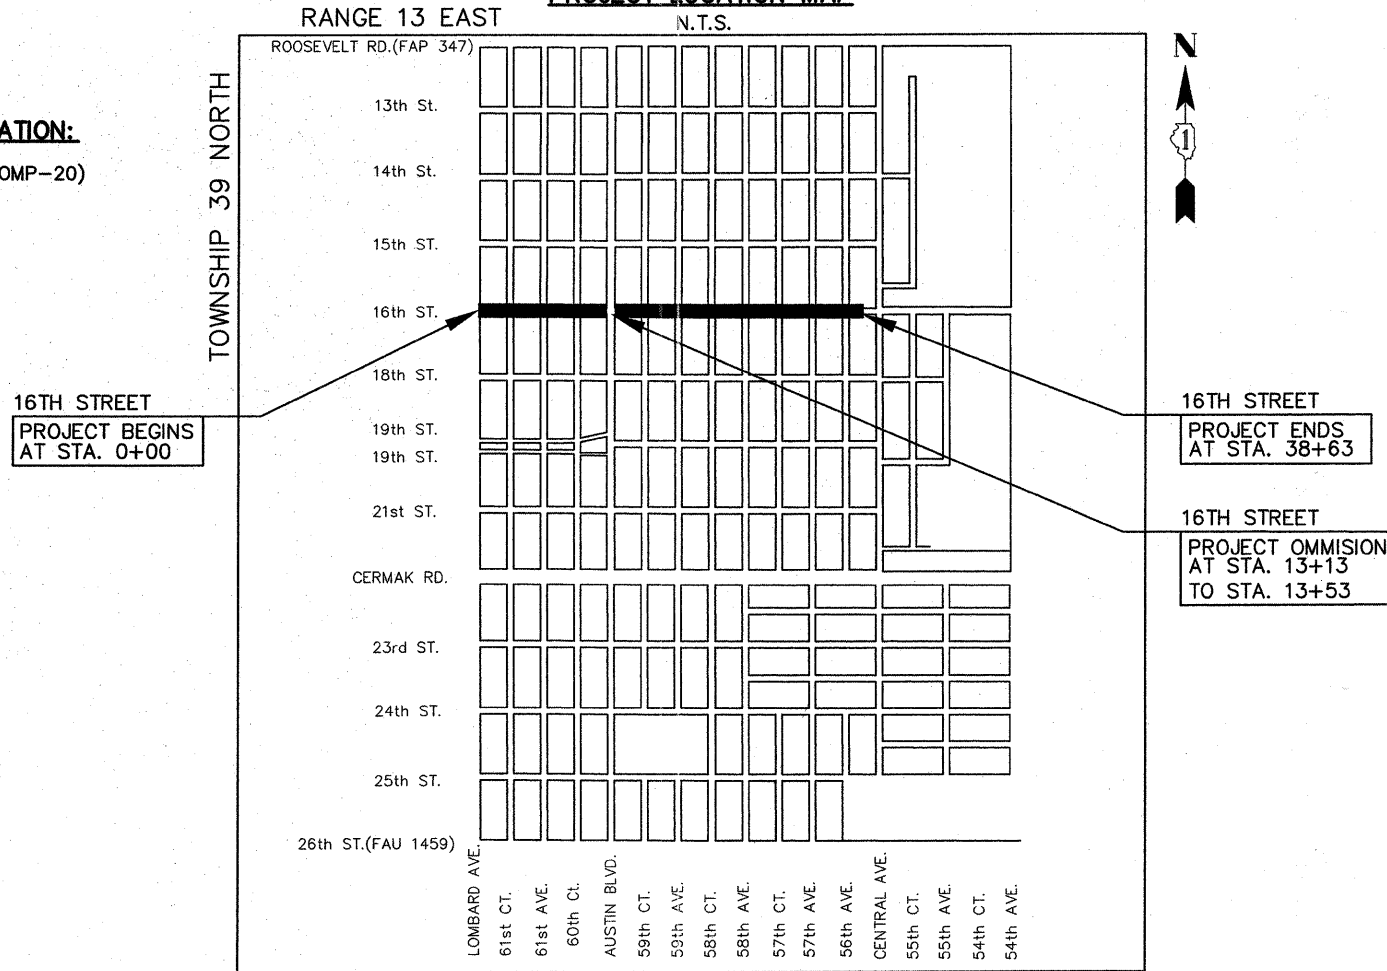 PROJECT LOCATION MAP
N.T.S.
RANGE 13 EAST
TOWNSHIP 39 NORTH
ATION:
OMP-20)
N
1
ROOSEVELT RD.(FAP 347)
13th St.
14th St.
15th ST.
16th ST.
18th ST.
19th ST.
19th ST.
21st ST.
CERMAK RD.
23rd ST.
24th ST.
25th ST.
26th ST.(FAU 1459)
16TH STREET
PROJECT BEGINS
AT STA. 0+00
16TH STREET
PROJECT ENDS
AT STA. 38+63
16TH STREET
PROJECT OMMISION
AT STA. 13+13
TO STA. 13+53
LOMBARD AVE.
61st CT.
61st AVE.
60th Ct.
AUSTIN BLVD.
59th CT.
59th AVE.
58th CT.
58th AVE.
57th CT.
57th AVE.
56th AVE.
CENTRAL AVE.
55th CT.
55th AVE.
54th CT.
54th AVE.